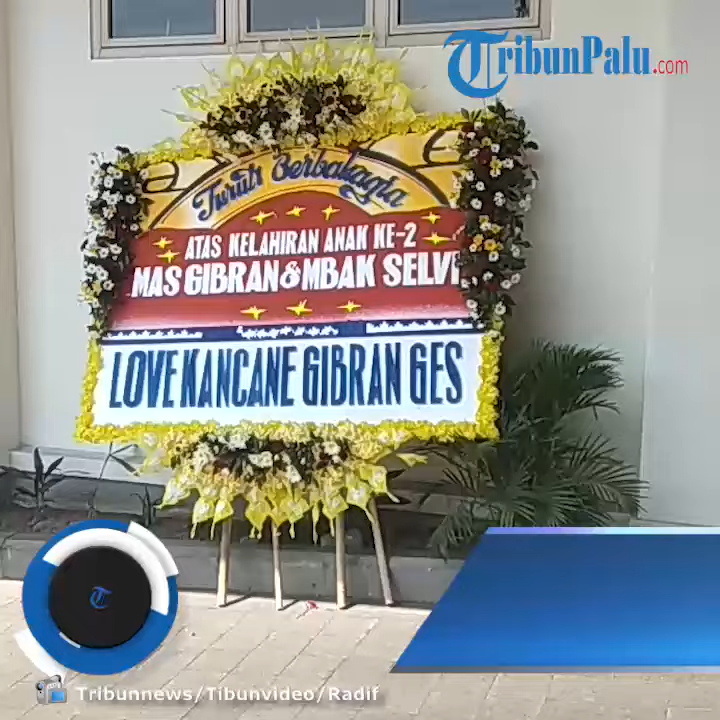 TribunPalu.com
Turut Berbahagia
ATAS KELAHIRAN ANAK KE-2
MAS GIBRAN & MBAK SELVI
LOVE KANCANE GIBRAN GES
Tribunnews/Tibunvideo/Radif